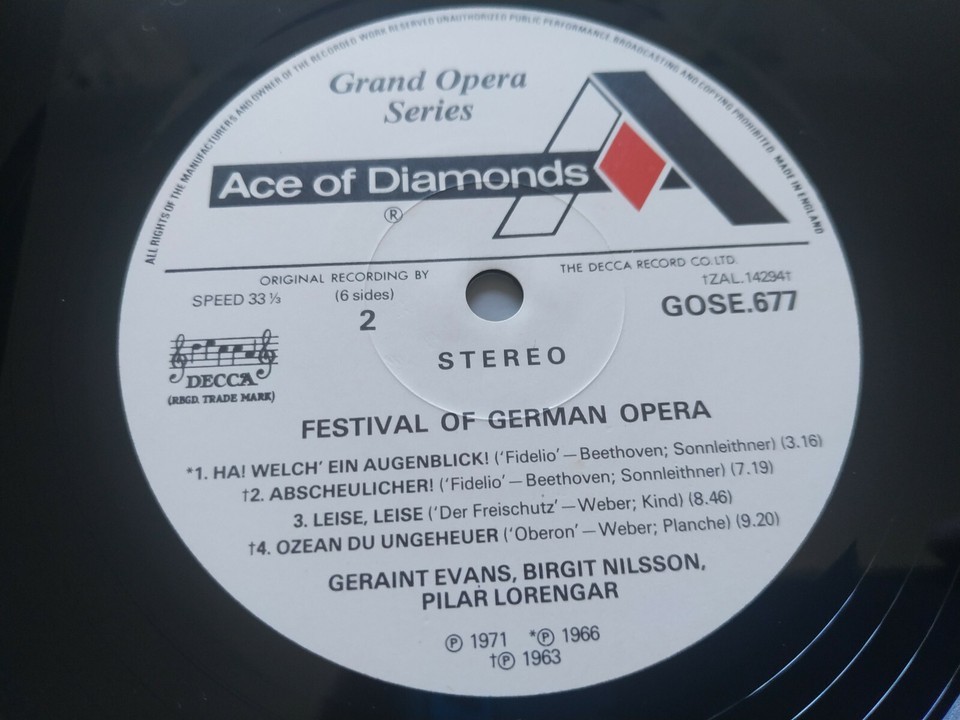 ALL RIGHTS OF THE MANUFACTURERS AND OWNER OF THE RECORDED WORK RESERVED UNAUTHORIZED PUBLIC PERFORMANCE BROADCASTING AND COPYING PROHIBITED. MADE IN ENGLAND
Grand Opera
Series
Ace of Diamonds
®
ORIGINAL RECORDING BY THE DECCA RECORD CO. LTD.
SPEED 33⅓ (6 sides) †ZAL.14294†
2 GOSE.677
STEREO
DECCA
(REGD. TRADE MARK)
FESTIVAL OF GERMAN OPERA
*1. HA! WELCH' EIN AUGENBLICK! ('Fidelio' — Beethoven; Sonnleithner) (3.16)
†2. ABSCHEULICHER! ('Fidelio' — Beethoven; Sonnleithner) (7.19)
3. LEISE, LEISE ('Der Freischutz' — Weber; Kind) (8.46)
†4. OZEAN DU UNGEHEUER ('Oberon' — Weber; Planche) (9.20)
GERAINT EVANS, BIRGIT NILSSON,
PILAR LORENGAR
℗ 1971 *℗ 1966
†℗ 1963